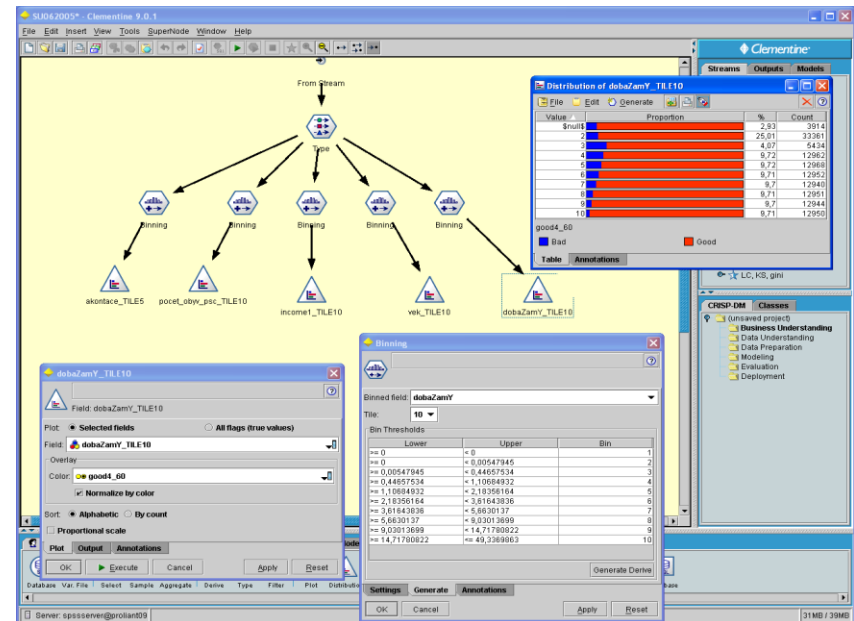 SU062005* - Clementine 9.0.1
File Edit Insert View Tools SuperNode Window Help
Clementine
Streams Outputs Models
From Stream
Type
Binning Binning Binning Binning Binning
akontace_TILE5 pocet_obyv_psc_TILE10 income1_TILE10 vek_TILE10 dobaZamY_TILE10
Distribution of dobaZamY_TILE10
File Edit Generate
Value Proportion % Count
$null$ 2,93 3914
2 25,01 33361
3 4,07 5434
4 9,72 12962
5 9,72 12968
6 9,71 12952
7 9,7 12940
8 9,71 12951
9 9,7 12944
10 9,71 12950
good4_60
Bad Good
Table Annotations
LC, KS, gini
CRISP-DM Classes
(unsaved project)
Business Understanding
Data Understanding
Data Preparation
Modeling
Evaluation
Deployment
dobaZamY_TILE10
Field: dobaZamY_TILE10
Plot: Selected fields All flags (true values)
Field: dobaZamY_TILE10
Overlay
Color: good4_60
Normalize by color
Sort: Alphabetic By count
Proportional scale
Plot Output Annotations
OK Execute Cancel Apply Reset
Binning
Binned field: dobaZamY
Tile: 10
Bin Thresholds
Lower Upper Bin
>= 0 < 0 1
>= 0 < 0,00547945 2
>= 0,00547945 < 0,44657534 3
>= 0,44657534 < 1,10684932 4
>= 1,10684932 < 2,18356164 5
>= 2,18356164 < 3,61643836 6
>= 3,61643836 < 5,6630137 7
>= 5,6630137 < 9,03013699 8
>= 9,03013699 < 14,71780822 9
>= 14,71780822 <= 49,3369863 10
Generate Derive
Settings Generate Annotations
OK Cancel Apply Reset
Database Var. File Select Sample Aggregate Derive Type Filter Plot
Server: spssserver@proliant09 31MB / 39MB